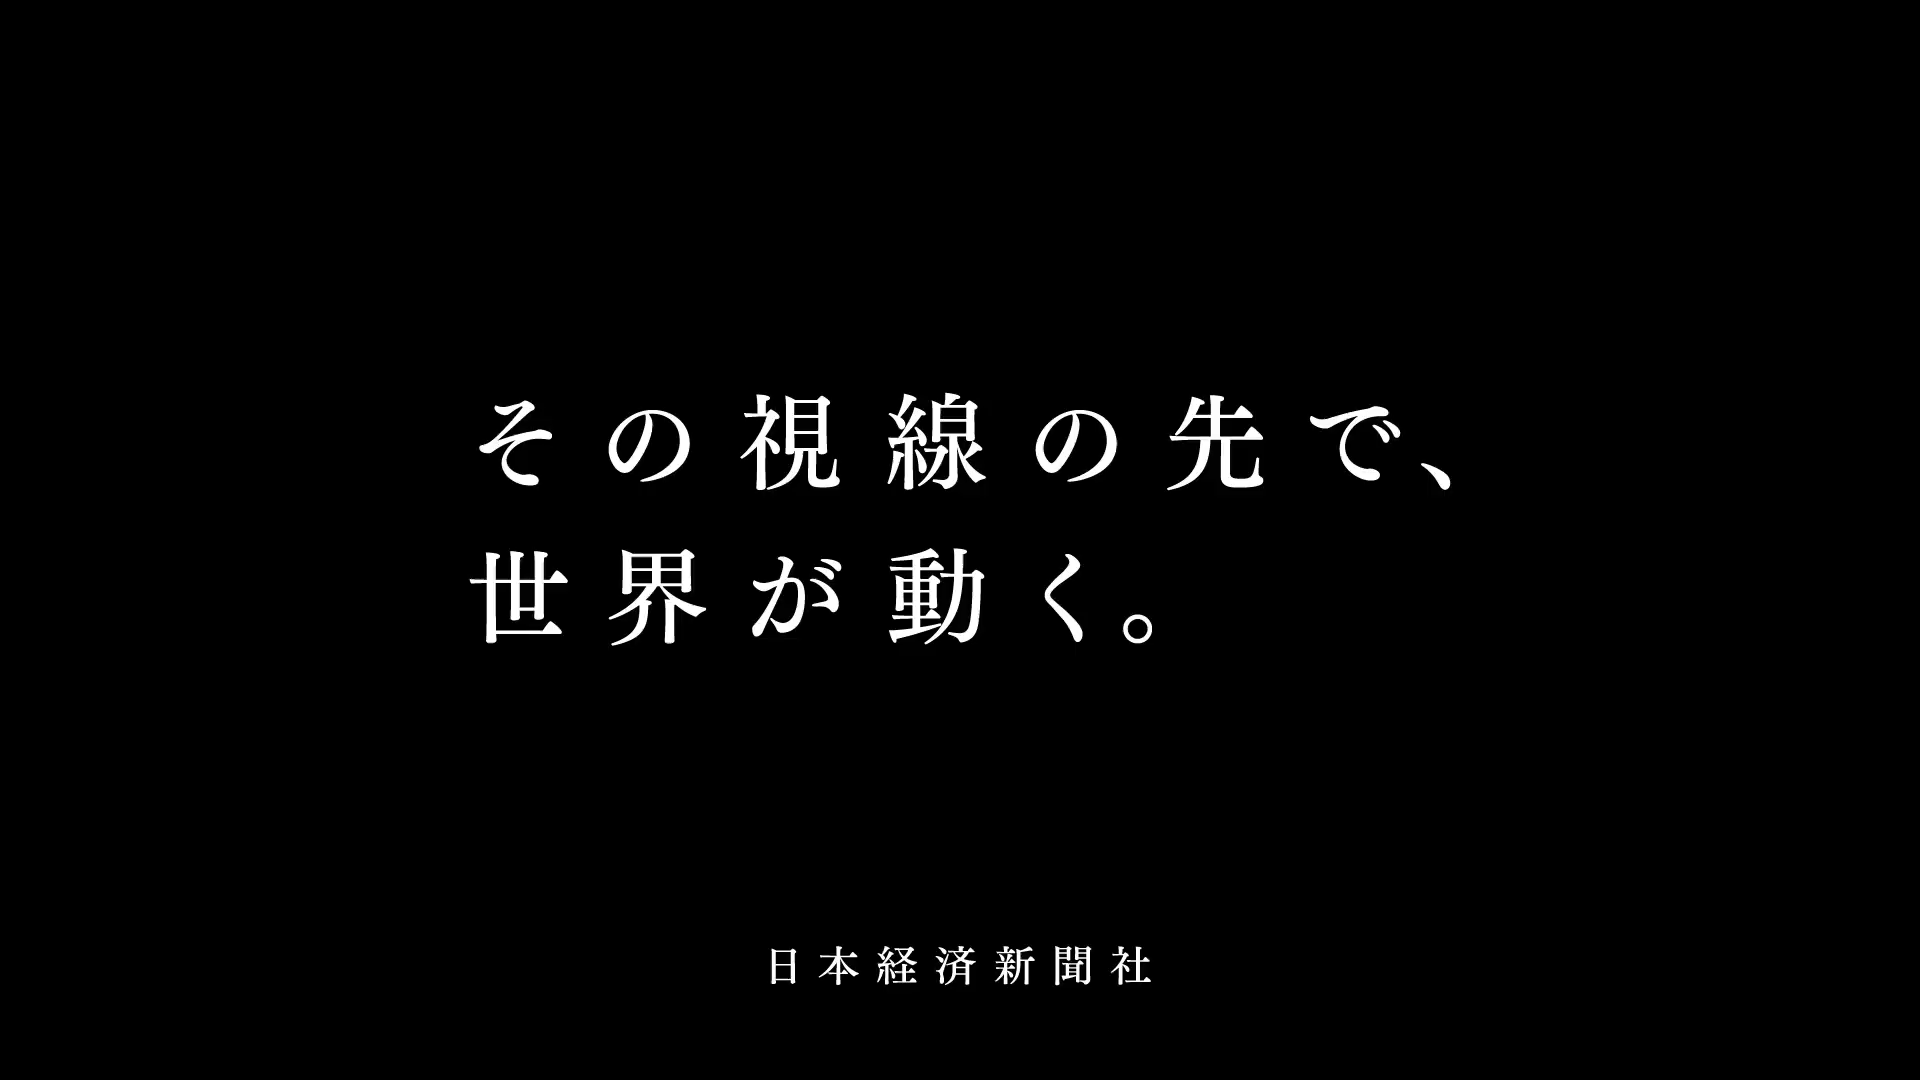 その視線の先で、
世界が動く。
日本経済新聞社